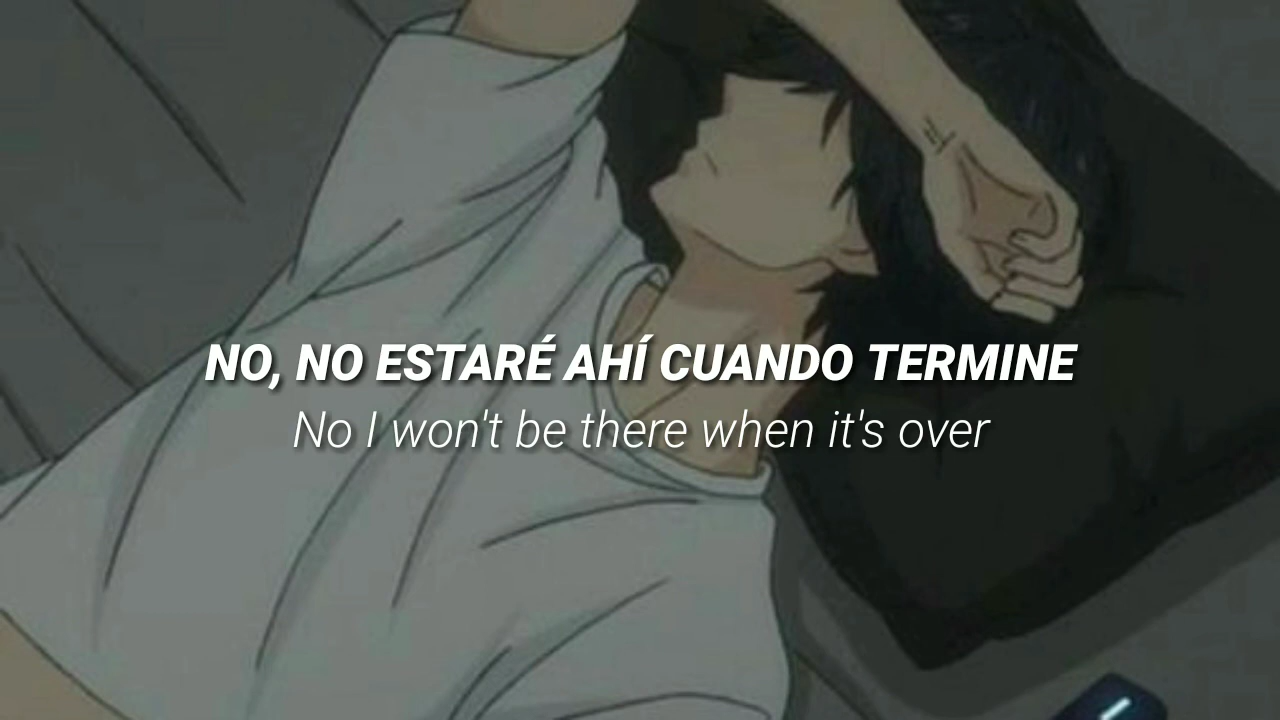 NO, NO ESTARÉ AHÍ CUANDO TERMINE
No I won't be there when it's over